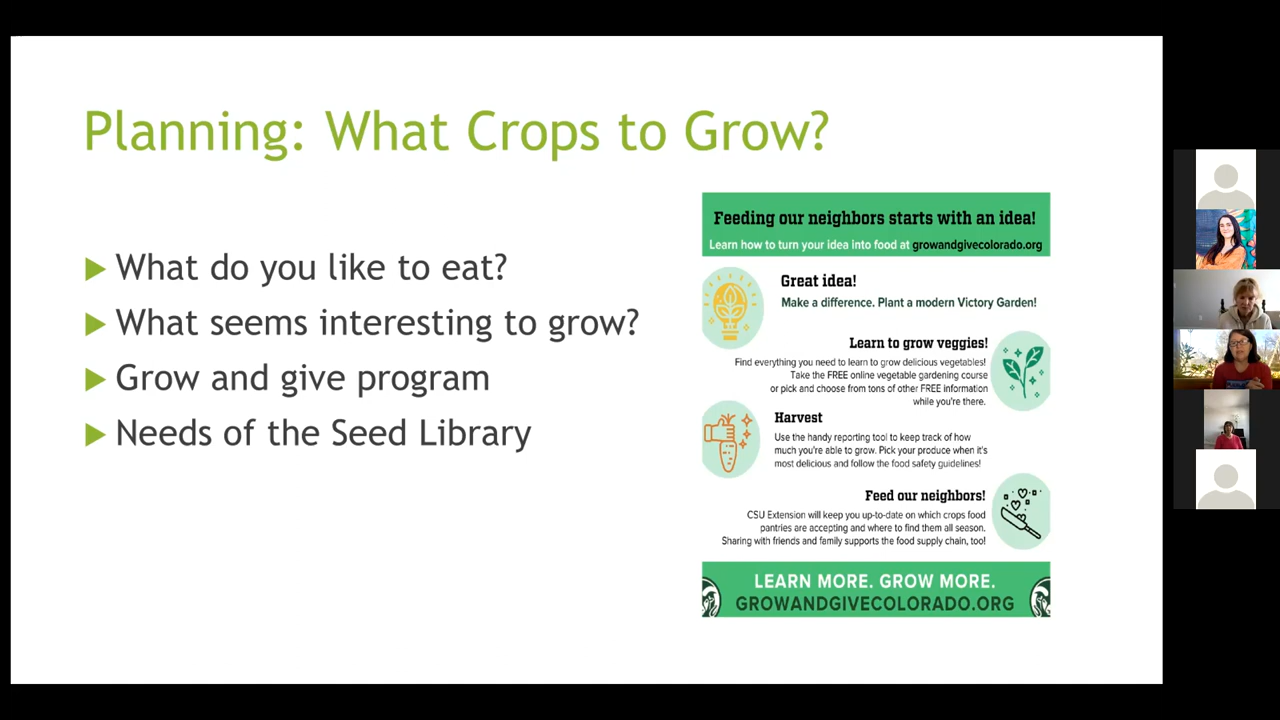 Planning: What Crops to Grow?
What do you like to eat?
What seems interesting to grow?
Grow and give program
Needs of the Seed Library
Feeding our neighbors starts with an idea!
Learn how to turn your idea into food at growandgivecolorado.org
Great idea!
Make a difference. Plant a modern Victory Garden!
Learn to grow veggies!
Find everything you need to learn to grow delicious vegetables!
Take the FREE online vegetable gardening course
or pick and choose from tons of other FREE information
while you're there.
Harvest
Use the handy reporting tool to keep track of how
much you're able to grow. Pick your produce when it's
most delicious and follow the food safety guidelines!
Feed our neighbors!
CSU Extension will keep you up-to-date on which crops food
pantries are accepting and where to find them all season.
Sharing with friends and family supports the food supply chain, too!
LEARN MORE. GROW MORE.
GROWANDGIVECOLORADO.ORG